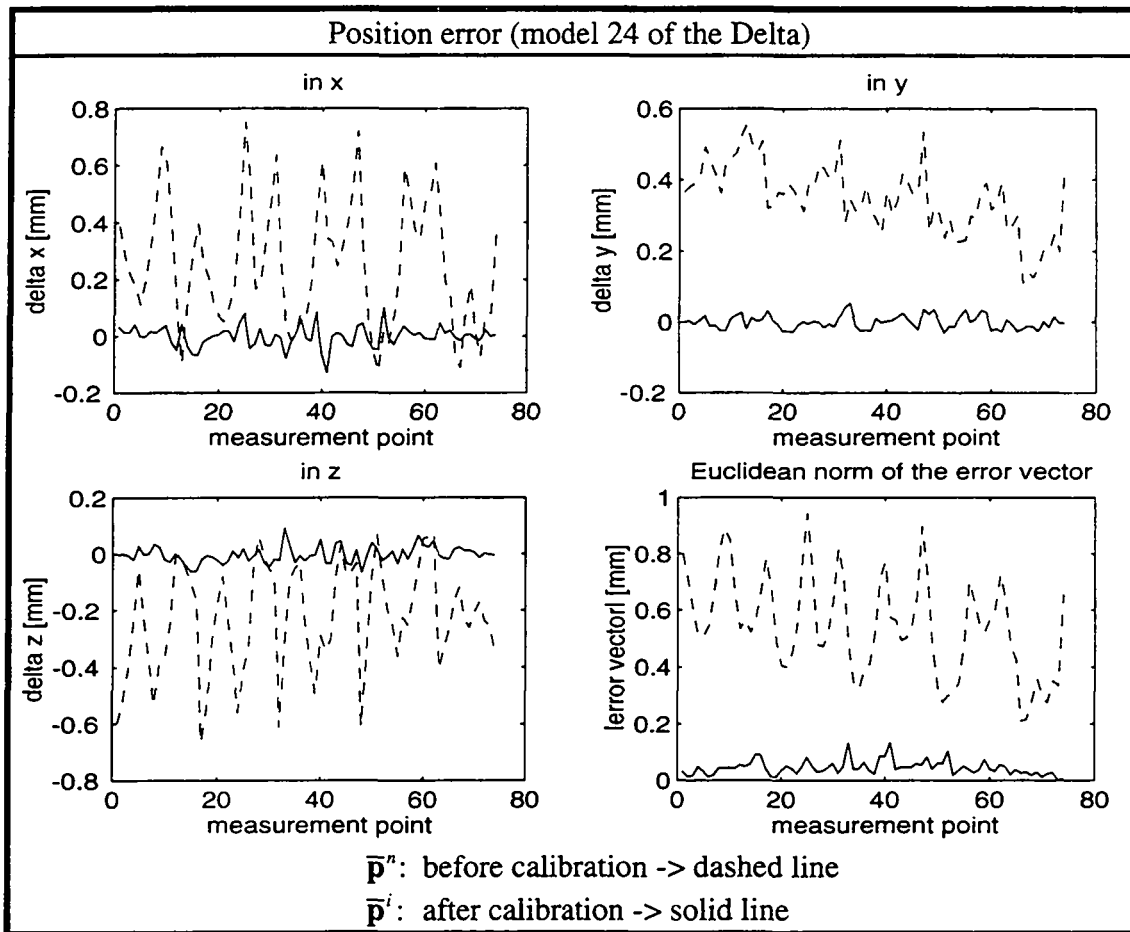 Position error (model 24 of the Delta)
in x
delta x [mm]
0.8
0.6
0.4
0.2
0
-0.2
0
20
40
60
80
measurement point
in y
delta y [mm]
0.6
0.4
0.2
0
-0.2
0
20
40
60
80
measurement point
in z
delta z [mm]
0.2
0
-0.2
-0.4
-0.6
-0.8
0
20
40
60
80
measurement point
Euclidean norm of the error vector
|error vector| [mm]
1
0.8
0.6
0.4
0.2
0
0
20
40
60
80
measurement point
p̅ⁿ: before calibration -> dashed line
p̅ⁱ: after calibration -> solid line